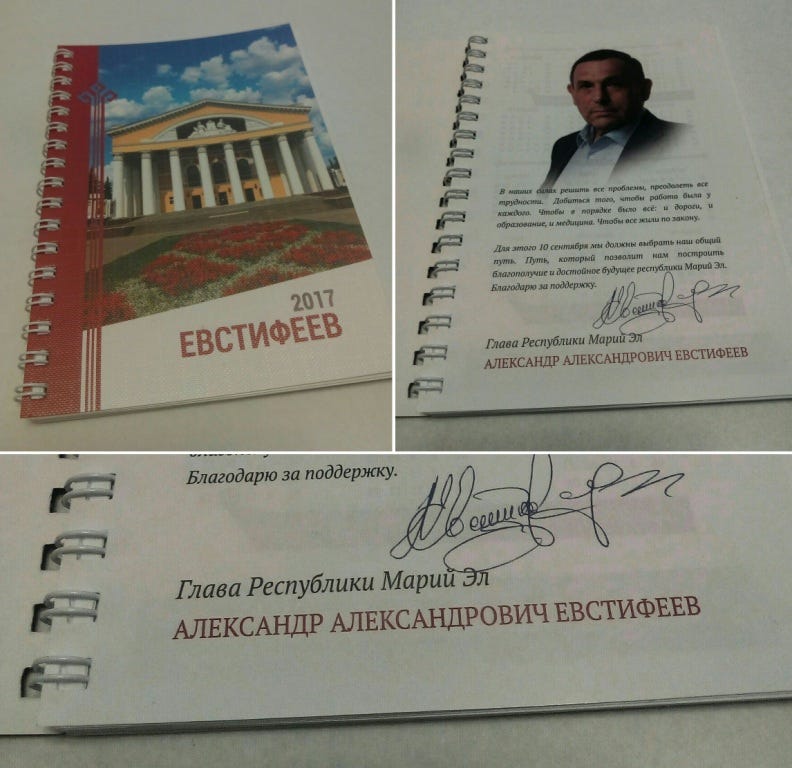 2017
ЕВСТИФЕЕВ
В наших силах решить все проблемы, преодолеть все
трудности. Добиться того, чтобы работа была у
каждого. Чтобы в порядке было всё: и дороги, и
образование, и медицина. Чтобы все жили по закону.
Для этого 10 сентября мы должны выбрать наш общий
путь. Путь, который позволит нам построить
благополучие и достойное будущее республики Марий Эл.
Благодарю за поддержку.
Глава Республики Марий Эл
АЛЕКСАНДР АЛЕКСАНДРОВИЧ ЕВСТИФЕЕВ
Благодарю за поддержку.
Глава Республики Марий Эл
АЛЕКСАНДР АЛЕКСАНДРОВИЧ ЕВСТИФЕЕВ